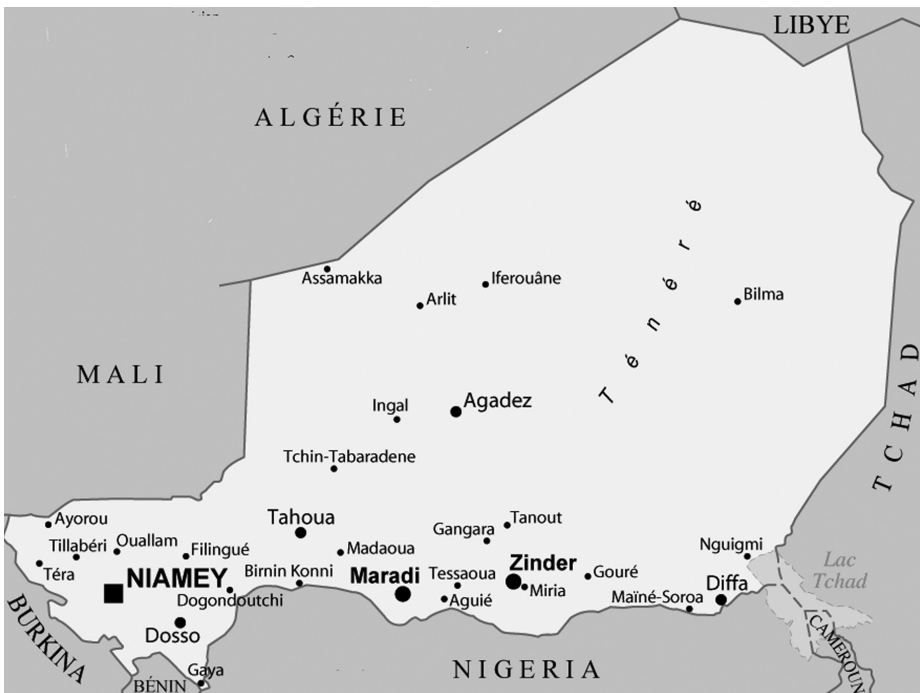 LIBYE
ALGÉRIE
Ténéré
Assamakka
Iferouâne
Arlit
Bilma
MALI
TCHAD
Ingal
Agadez
Tchin-Tabaradene
Ayorou
Tahoua
Tanout
Gangara
Tillabéri
Ouallam
Filingué
Madaoua
Nguigmi
Téra
NIAMEY
Birnin Konni
Maradi
Tessaoua
Zinder
Gouré
Lac
Tchad
Dogondoutchi
Aguié
Miria
Maïné-Soroa
Diffa
BURKINA
Dosso
CAMEROUN
Gaya
BÉNIN
NIGERIA